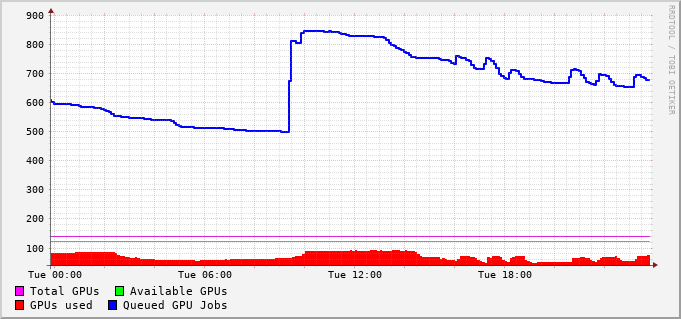 900
800
700
600
500
400
300
200
100
Tue 00:00 Tue 06:00 Tue 12:00 Tue 18:00
Total GPUs Available GPUs
GPUs used Queued GPU Jobs
RRDTOOL / TOBI OETIKER